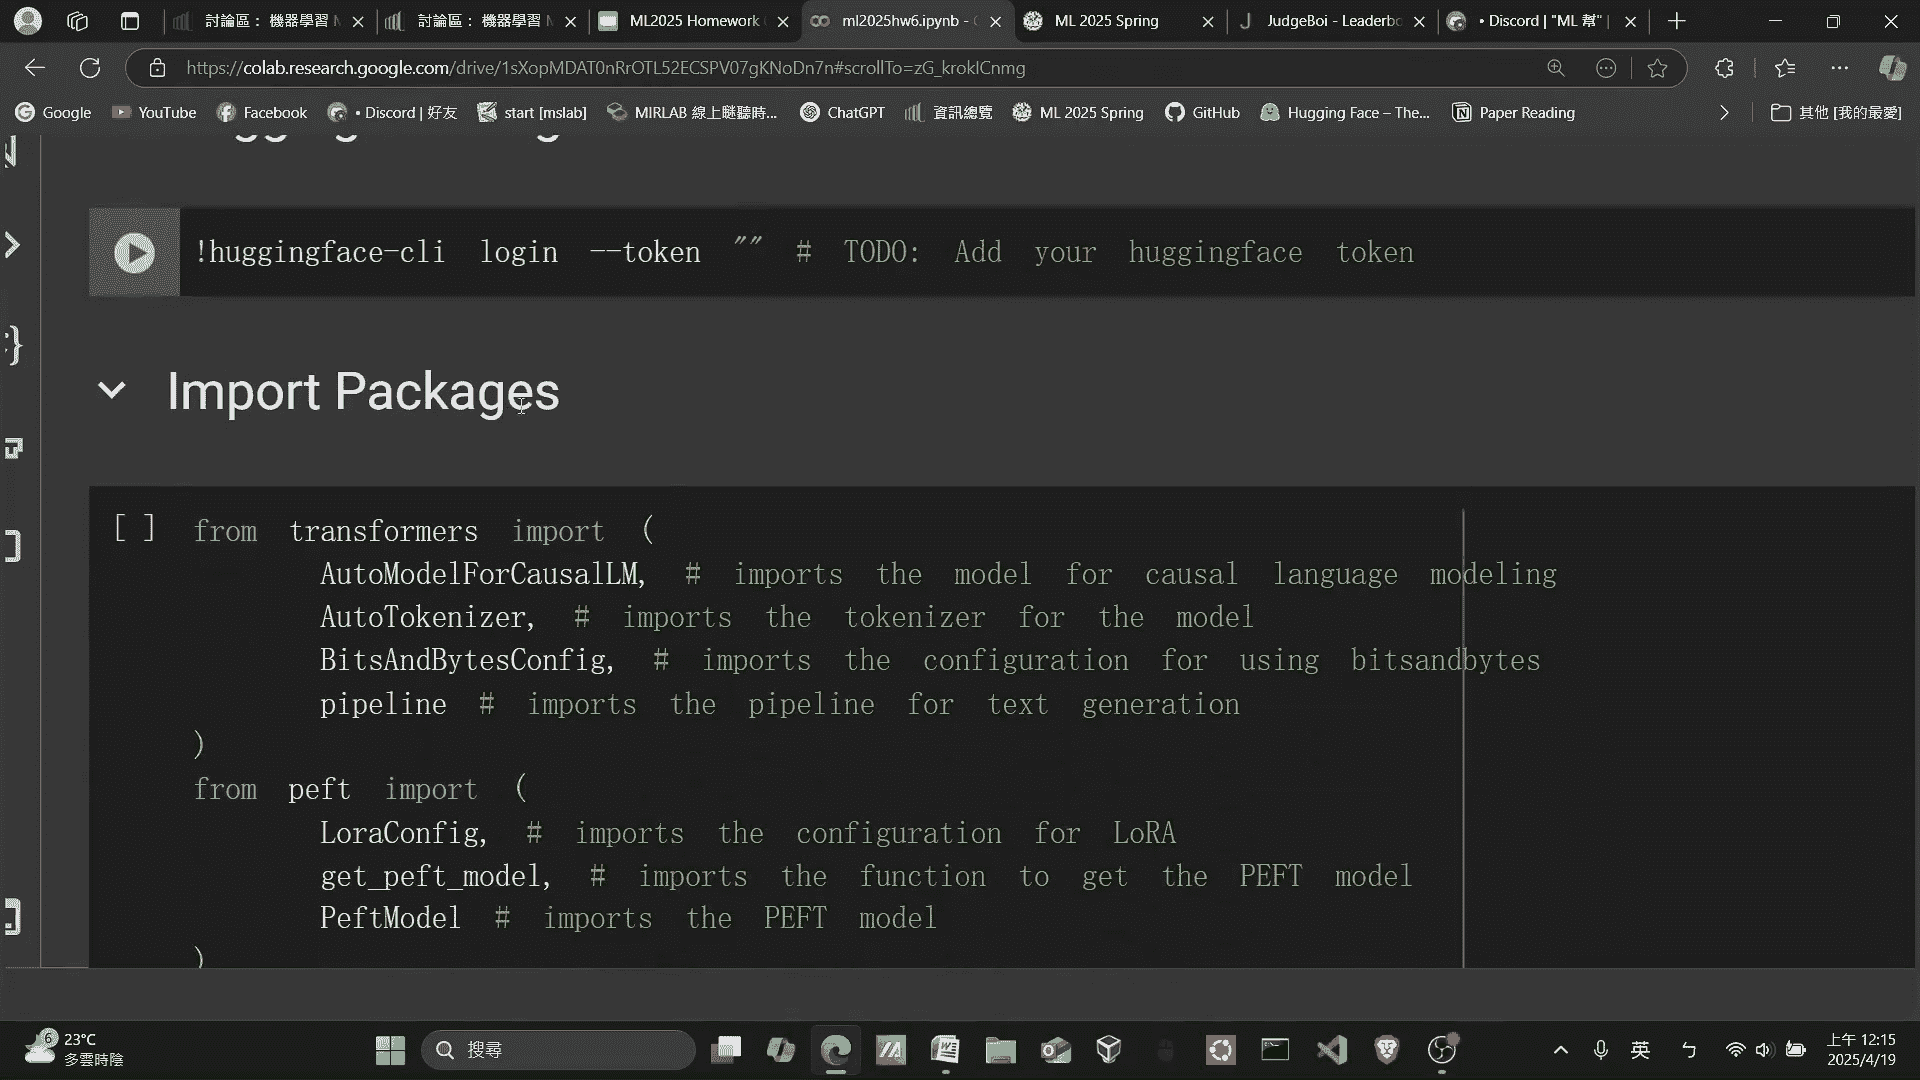 討論區： 機器學習
討論區： 機器學習
ML2025 Homework
ml2025hw6.ipynb -
ML 2025 Spring
JudgeBoi - Leaderbo
• Discord | "ML 幫" |
https://colab.research.google.com/drive/1sXopMDAT0nRrOTL52ECSPV07gKNoDn7n#scrollTo=zG_kroklCnmg
Google
YouTube
Facebook
• Discord | 好友
start [mslab]
MIRLAB 線上瞇聽時...
ChatGPT
資訊總覽
ML 2025 Spring
GitHub
Hugging Face – The...
Paper Reading
其他 [我的最愛]
!huggingface-cli login --token "" # TODO: Add your huggingface token
Import Packages
[ ] from transformers import (
AutoModelForCausalLM, # imports the model for causal language modeling
AutoTokenizer, # imports the tokenizer for the model
BitsAndBytesConfig, # imports the configuration for using bitsandbytes
pipeline # imports the pipeline for text generation
)
from peft import (
LoraConfig, # imports the configuration for LoRA
get_peft_model, # imports the function to get the PEFT model
PeftModel # imports the PEFT model
)
6
23°C
多雲時陰
搜尋
英
ㄅ
上午 12:15
2025/4/19